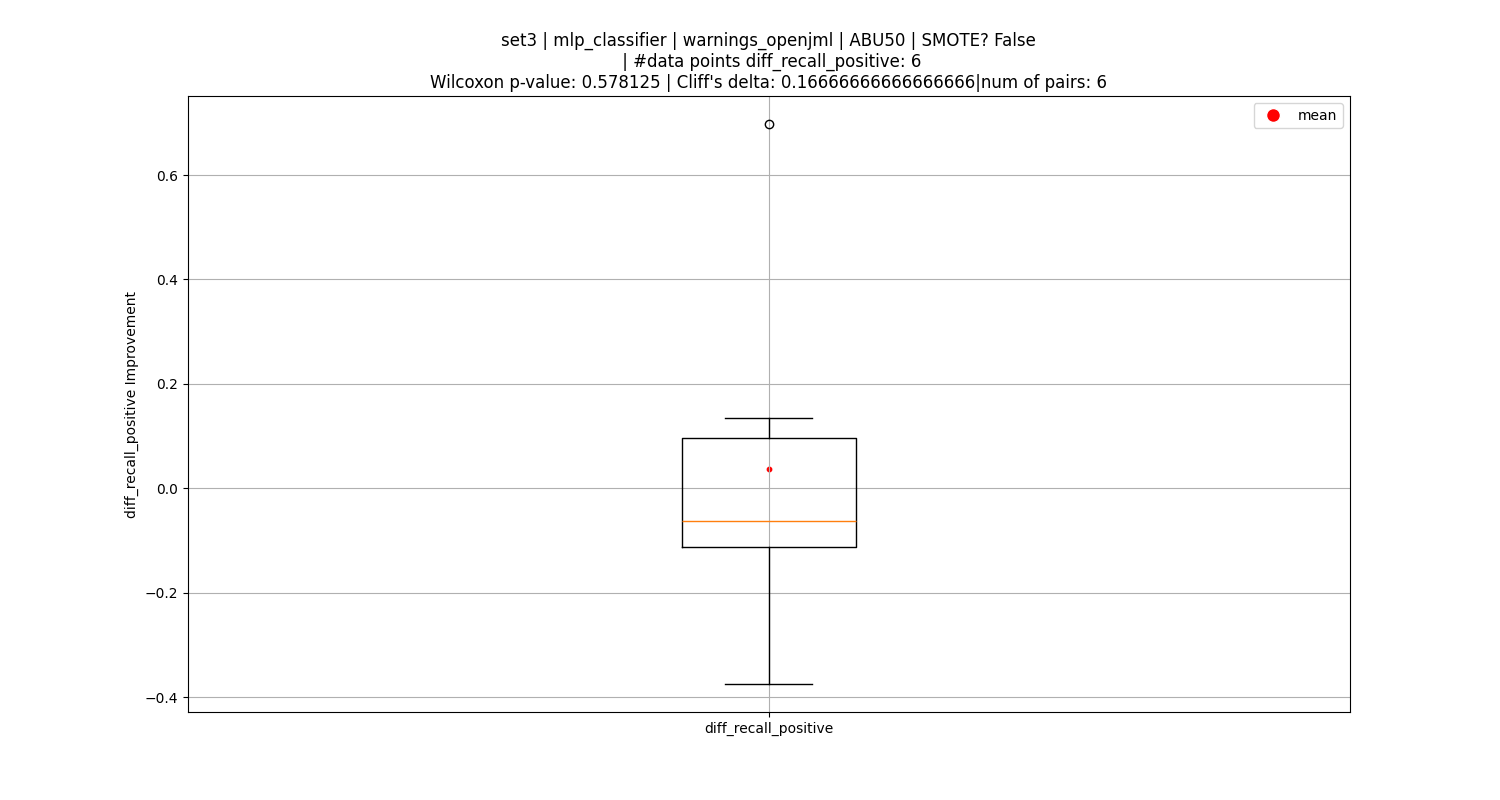 set3 | mlp_classifier | warnings_openjml | ABU50 | SMOTE? False
| #data points diff_recall_positive: 6
Wilcoxon p-value: 0.578125 | Cliff's delta: 0.16666666666666666|num of pairs: 6
mean
0.6
0.4
0.2
0.0
−0.2
−0.4
diff_recall_positive Improvement
diff_recall_positive